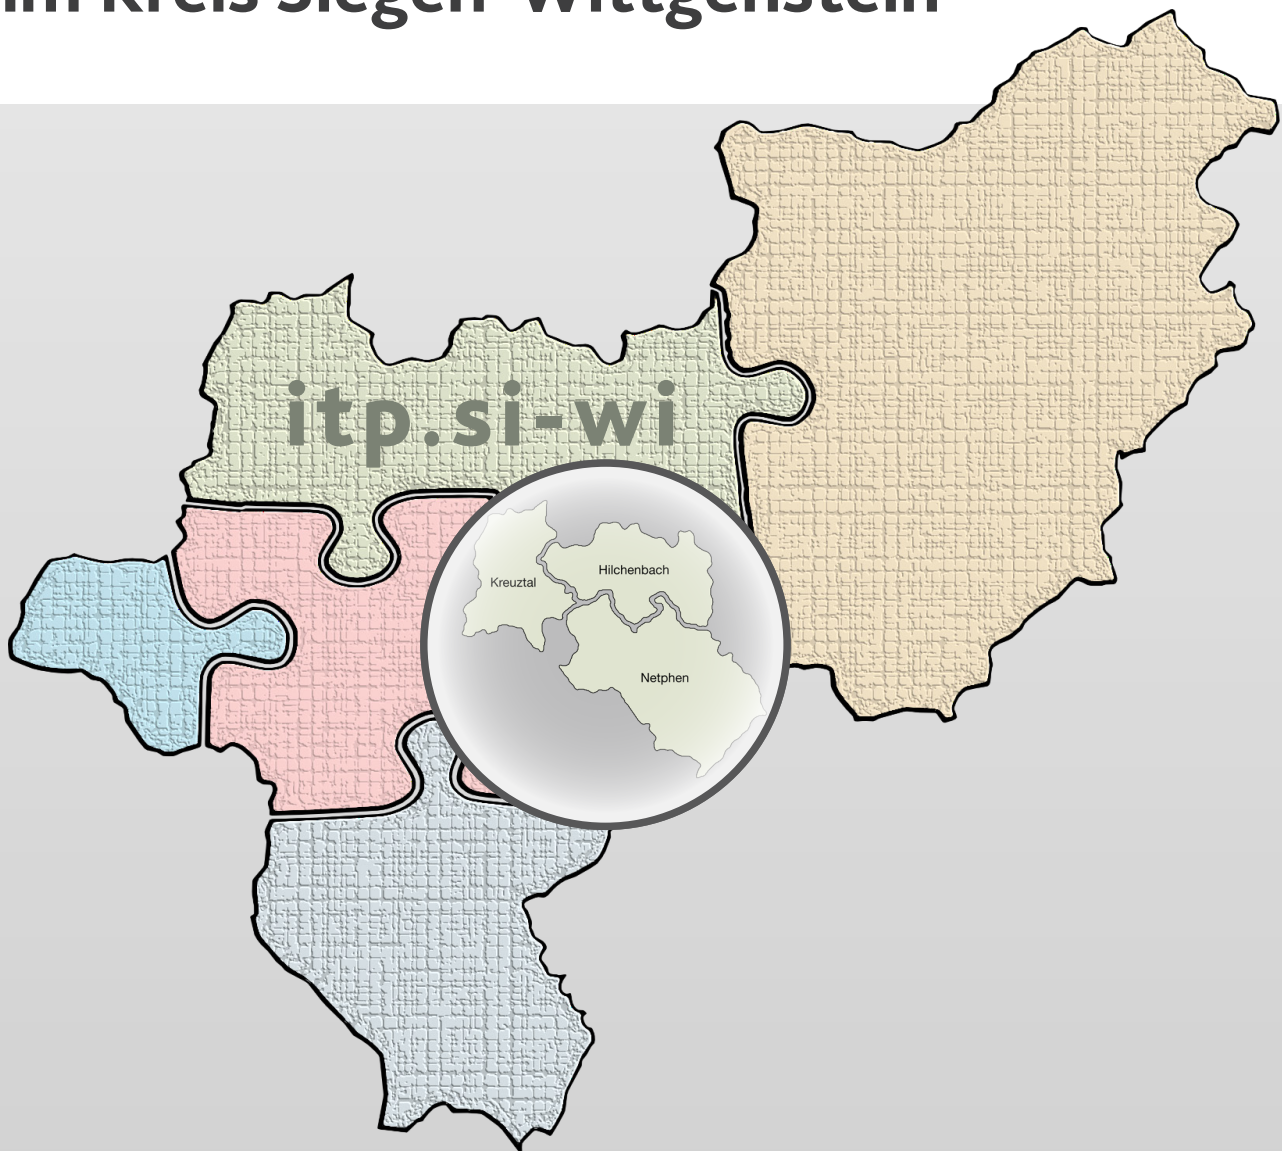 im Kreis Siegen-Wittgenstein
itp.si-wi
Hilchenbach
Kreuztal
Netphen